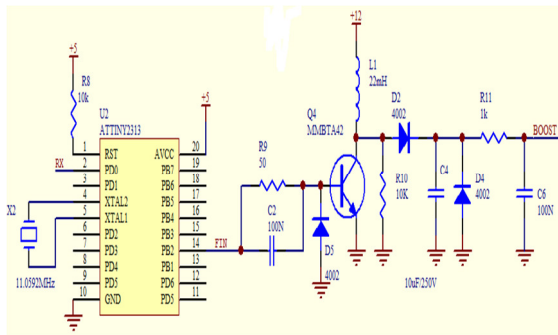 +12
+5
R8
10k
U2
ATTINY2313
+5
L1
22mH
Q4
MMBTA42
D2
4002
R11
1k
BOOST
1 RST AVCC 20
RX 2 PD0 PB7 19
3 PD1 PB6 18
4 XTAL2 PB5 17
5 XTAL1 PB4 16
6 PD2 PB3 15
7 PD3 PB2 14
8 PD4 PB1 13
9 PD5 PD6 12
10 GND PD5 11
X2
11.0592MHz
R9
50
C2
100N
D5
4002
R10
10K
C4
D4
4002
C6
100N
10uF/250V